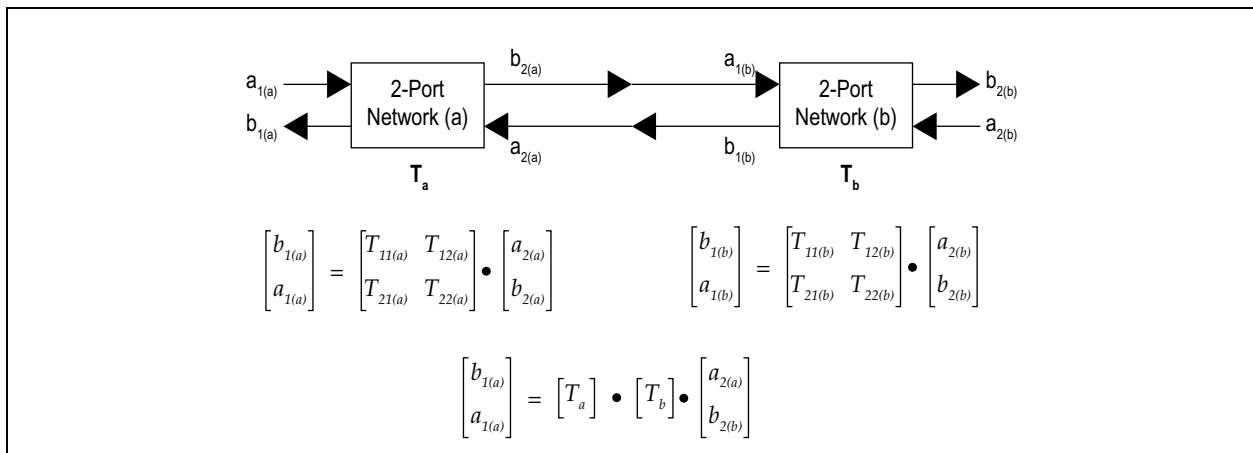 b2(a) a1(b)
a1(a) 2-Port Network (a) 2-Port Network (b) b2(b)
b1(a) a2(b)
a2(a) b1(b)
Ta Tb
[b1(a) a1(a)] = [T11(a) T12(a) T21(a) T22(a)] • [a2(a) b2(a)]
[b1(b) a1(b)] = [T11(b) T12(b) T21(b) T22(b)] • [a2(b) b2(b)]
[b1(a) a1(a)] = [Ta] • [Tb] • [a2(a) b2(b)]